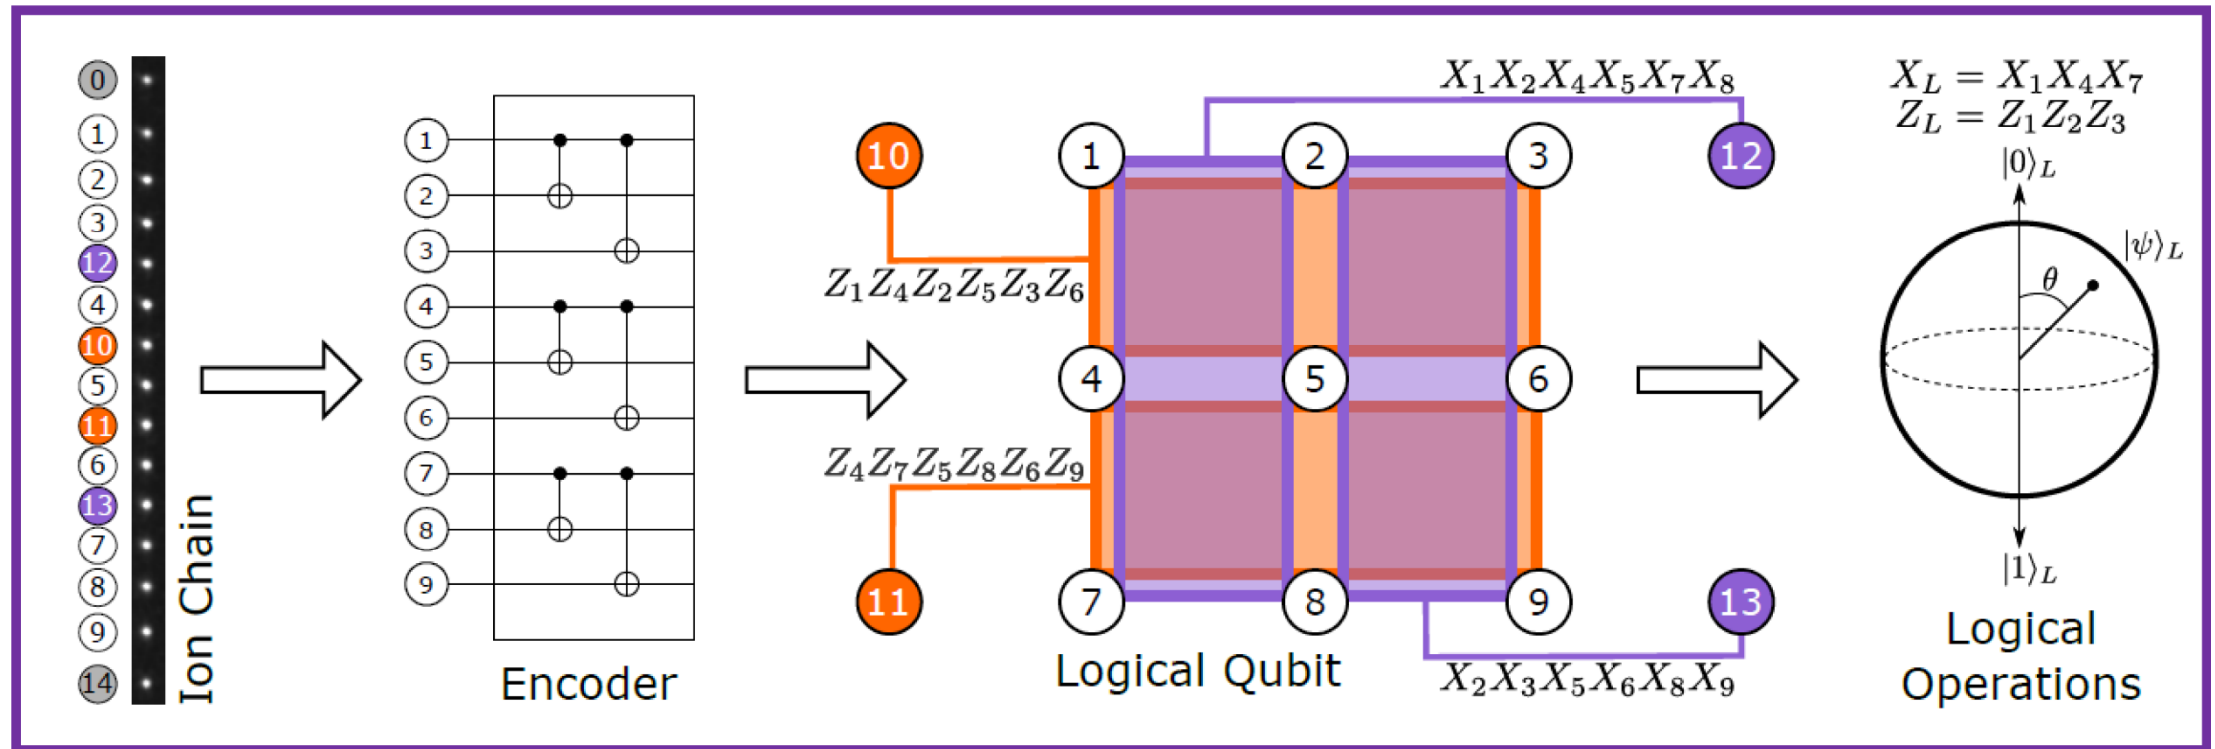 0
1
2
3
12
4
10
5
11
6
13
7
8
9
14
Ion Chain
1
2
3
4
5
6
7
8
9
Encoder
X₁X₂X₄X₅X₇X₈
10
1 2 3
12
Z₁Z₄Z₂Z₅Z₃Z₆
4 5 6
Z₄Z₇Z₅Z₈Z₆Z₉
11
7 8 9
13
X₂X₃X₅X₆X₈X₉
Logical Qubit
X_L = X₁X₄X₇
Z_L = Z₁Z₂Z₃
|0⟩_L
|ψ⟩_L
θ
|1⟩_L
Logical
Operations